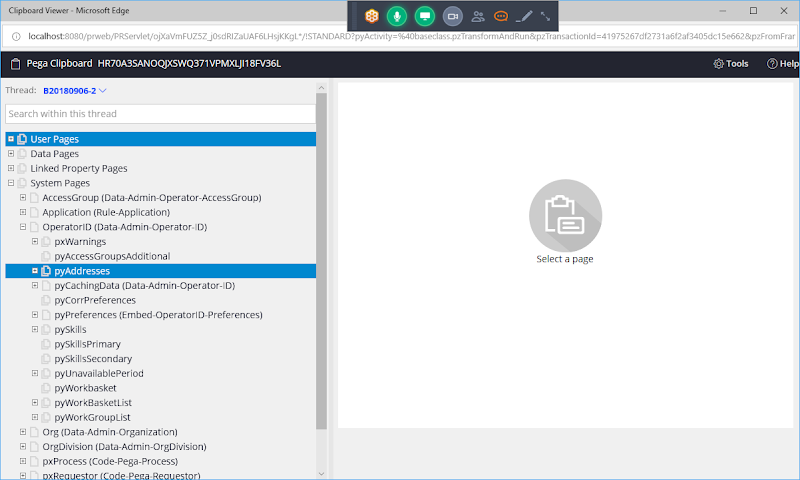 Clipboard Viewer - Microsoft Edge
localhost:8080/prweb/PRServlet/ojXaVmFUZ5Z_j0sdRIZaUAF6LHsjKKgL*/!STANDARD?pyActivity=%40baseclass.pzTransformAndRun&pzTransactionId=41975267df2731a6f2af3405dc15e662&pzFromFrar
Pega Clipboard HR70A3SANOQJXSWQ371VPMXLJI18FV36L
Tools
Help
Thread: B20180906-2
Search within this thread
User Pages
Data Pages
Linked Property Pages
System Pages
AccessGroup (Data-Admin-Operator-AccessGroup)
Application (Rule-Application)
OperatorID (Data-Admin-Operator-ID)
pxWarnings
pyAccessGroupsAdditional
pyAddresses
pyCachingData (Data-Admin-Operator-ID)
pyCorrPreferences
pyPreferences (Embed-OperatorID-Preferences)
pySkills
pySkillsPrimary
pySkillsSecondary
pyUnavailablePeriod
pyWorkbasket
pyWorkBasketList
pyWorkGroupList
Org (Data-Admin-Organization)
OrgDivision (Data-Admin-OrgDivision)
pxProcess (Code-Pega-Process)
pxRequestor (Code-Pega-Requestor)
Select a page